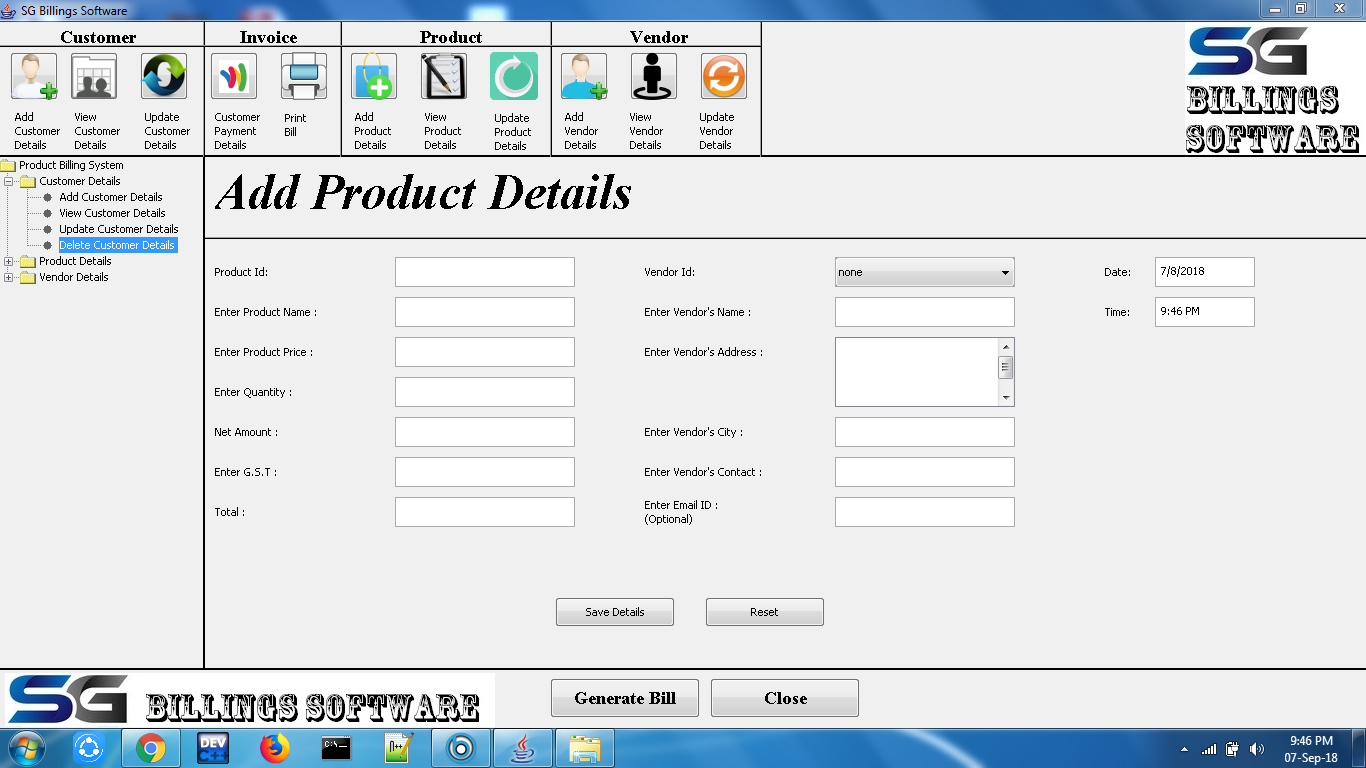 SG Billings Software
Customer
Invoice
Product
Vendor
Add Customer Details
View Customer Details
Update Customer Details
Customer Payment Details
Print Bill
Add Product Details
View Product Details
Update Product Details
Add Vendor Details
View Vendor Details
Update Vendor Details
SG
BILLINGS
SOFTWARE
Product Billing System
Customer Details
Add Customer Details
View Customer Details
Update Customer Details
Delete Customer Details
Product Details
Vendor Details
Add Product Details
Product Id:
Vendor Id:
none
Date:
7/8/2018
Enter Product Name :
Enter Vendor's Name :
Time:
9:46 PM
Enter Product Price :
Enter Vendor's Address :
Enter Quantity :
Net Amount :
Enter Vendor's City :
Enter G.S.T :
Enter Vendor's Contact :
Total :
Enter Email ID :
(Optional)
Save Details
Reset
SG BILLINGS SOFTWARE
Generate Bill
Close
DEV
C++
C:\
n++
9:46 PM
07-Sep-18